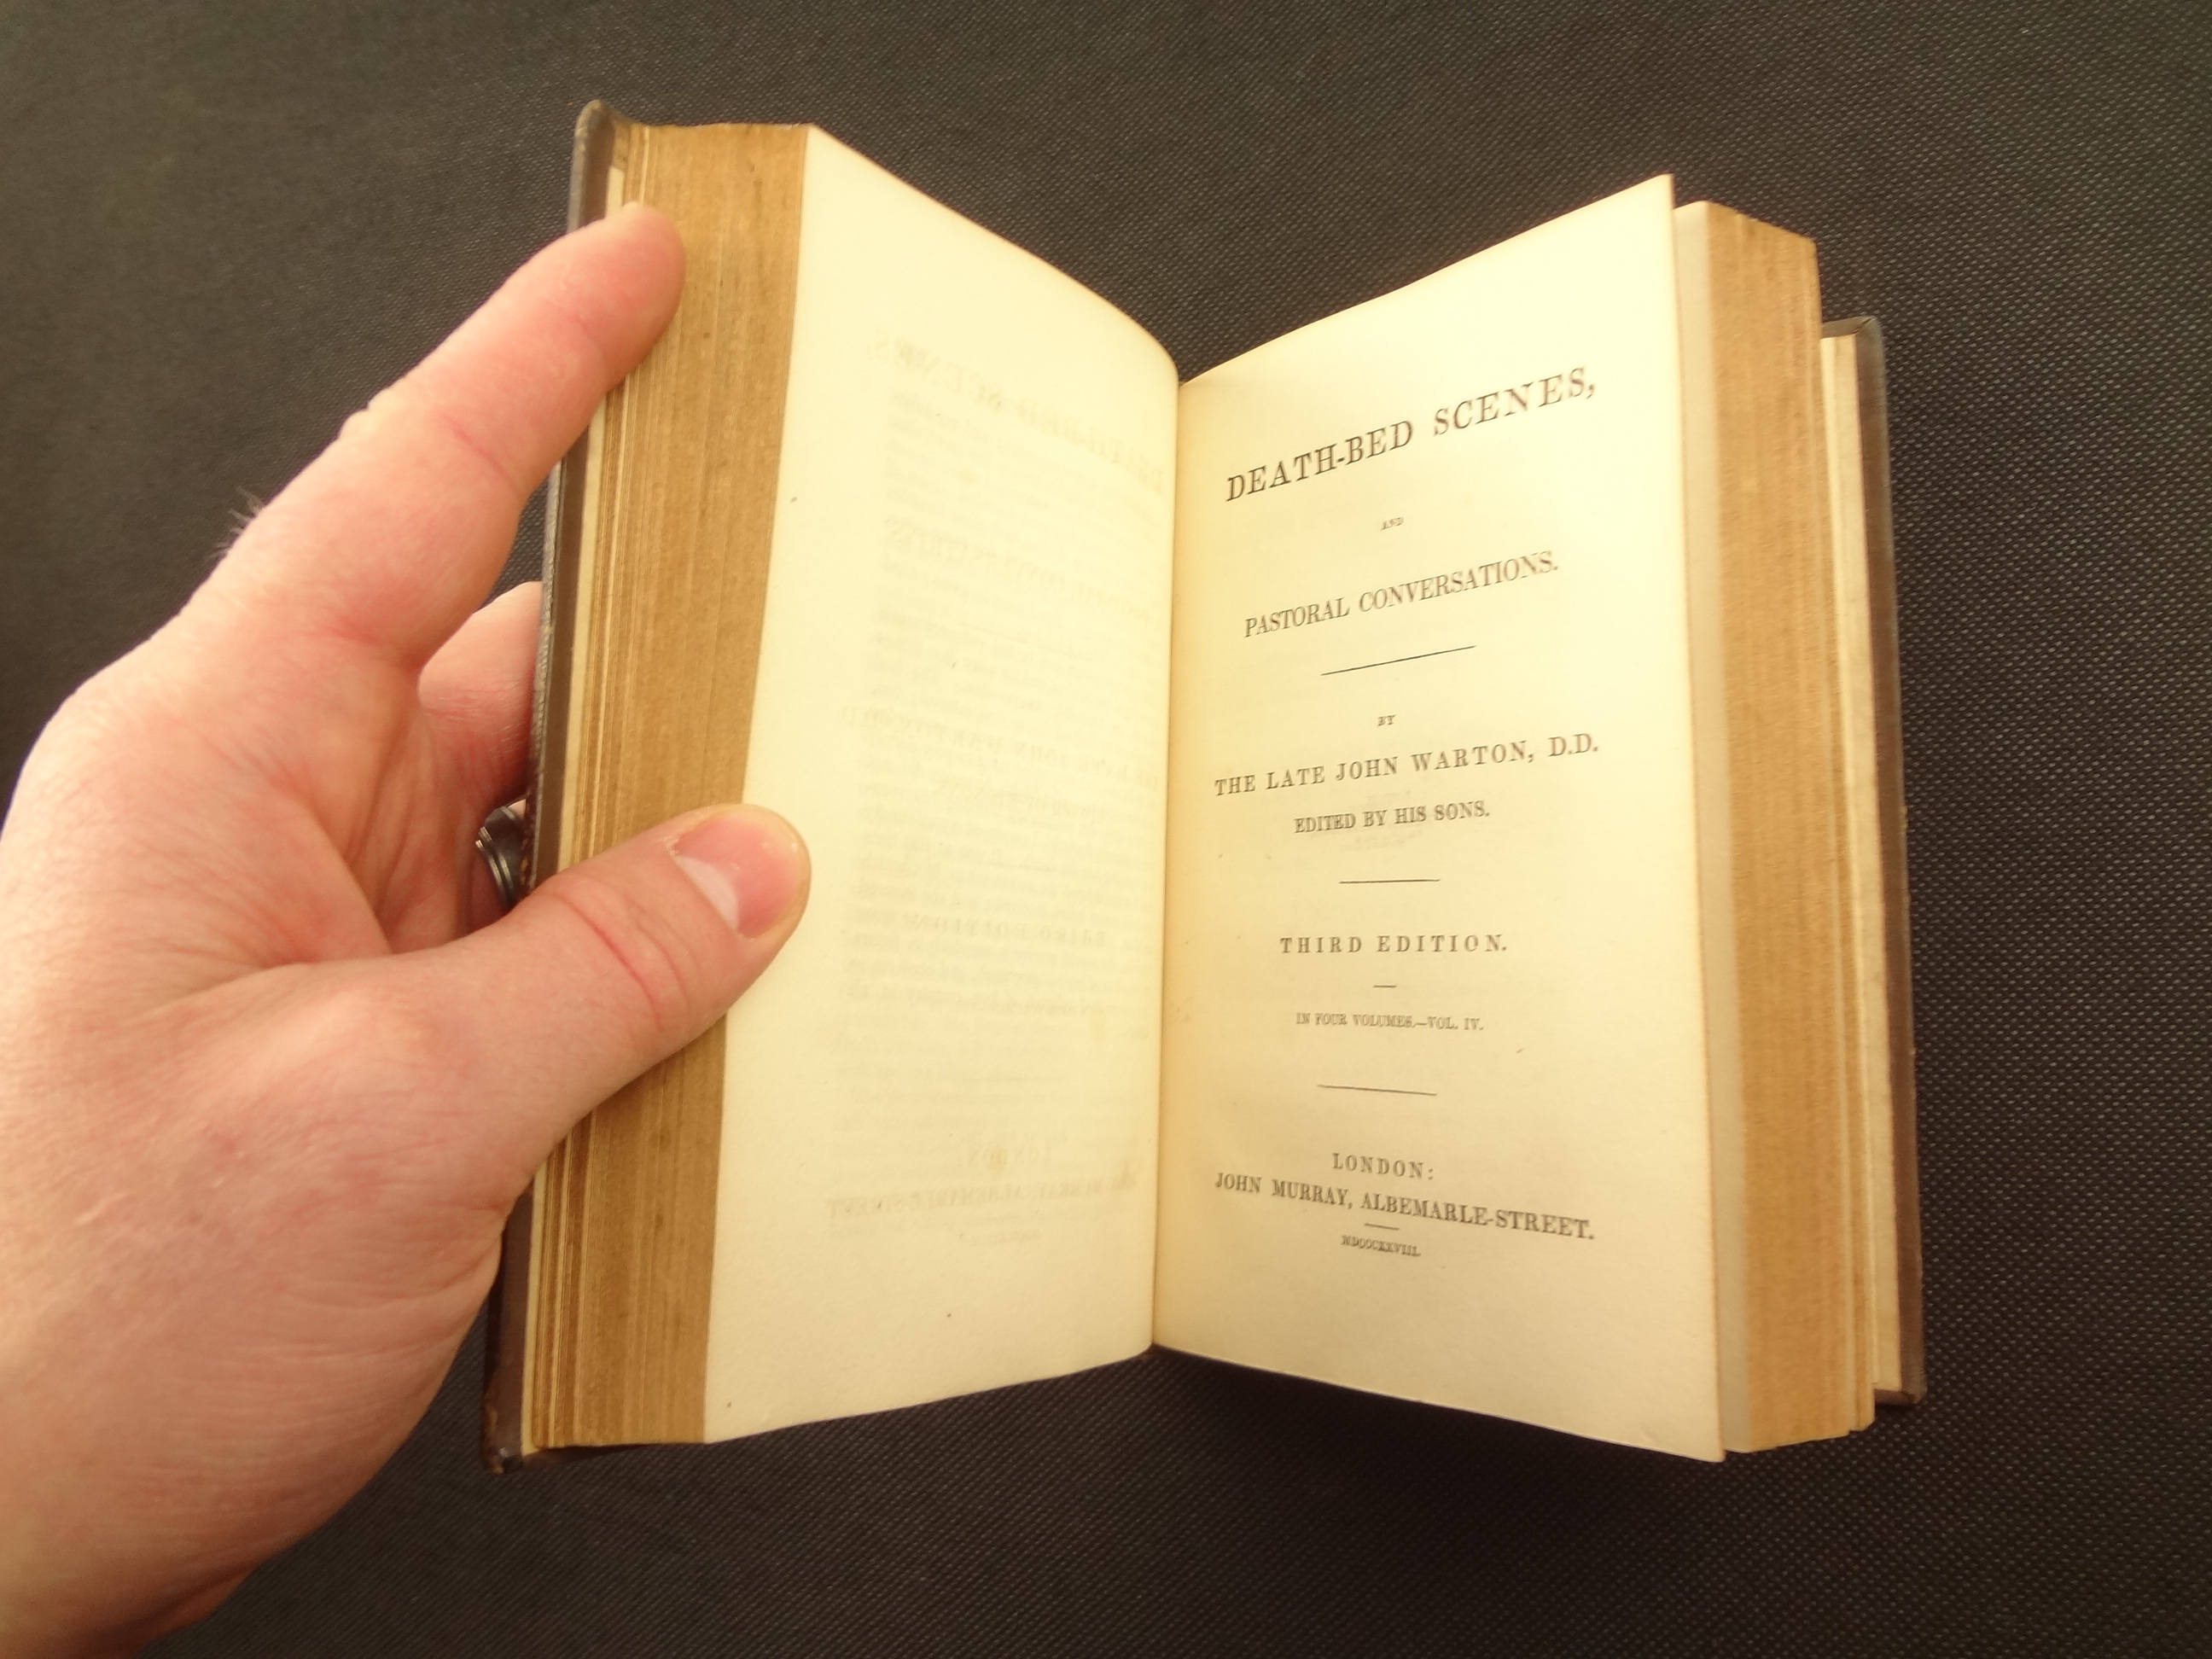 DEATH-BED SCENES,
AND
PASTORAL CONVERSATIONS.
BY
THE LATE JOHN WARTON, D.D.
EDITED BY HIS SONS.
THIRD EDITION.
IN FOUR VOLUMES.—VOL. IV.
LONDON:
JOHN MURRAY, ALBEMARLE-STREET.
MDCCCXXVIII.